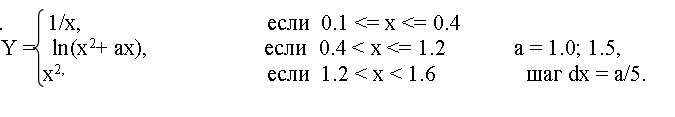 1/x, если 0.1 <= x <= 0.4
Y = ln(x²+ ax), если 0.4 < x <= 1.2 a = 1.0; 1.5,
x², если 1.2 < x < 1.6 шаг dx = a/5.